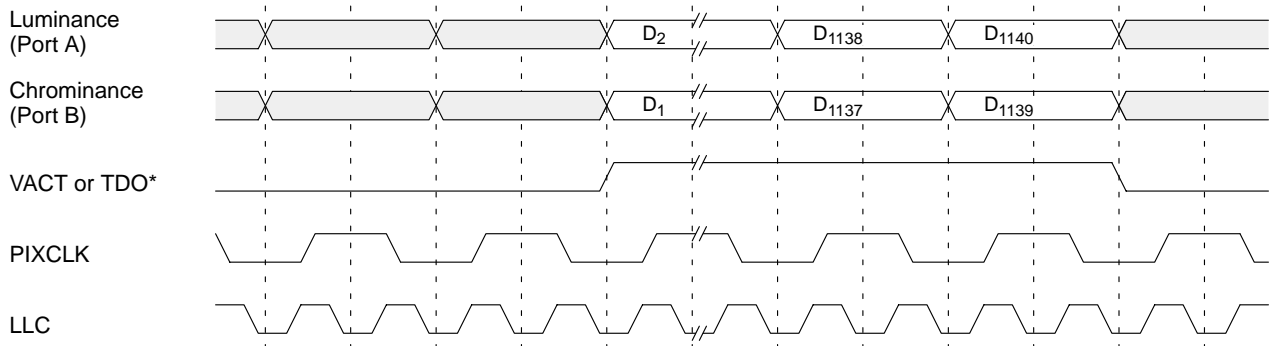 Luminance
(Port A)
D2
D1138
D1140
Chrominance
(Port B)
D1
D1137
D1139
VACT or TDO*
PIXCLK
LLC